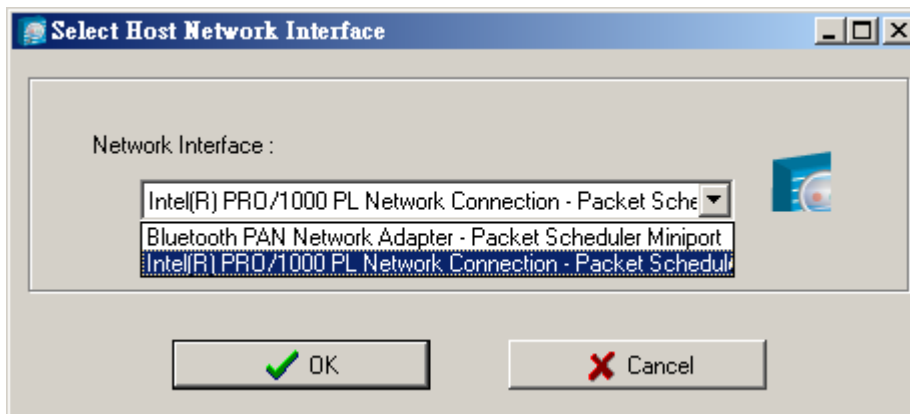 Select Host Network Interface
Network Interface :
Intel(R) PRO/1000 PL Network Connection - Packet Sche
Bluetooth PAN Network Adapter - Packet Scheduler Miniport
Intel(R) PRO/1000 PL Network Connection - Packet Schedul
OK
Cancel